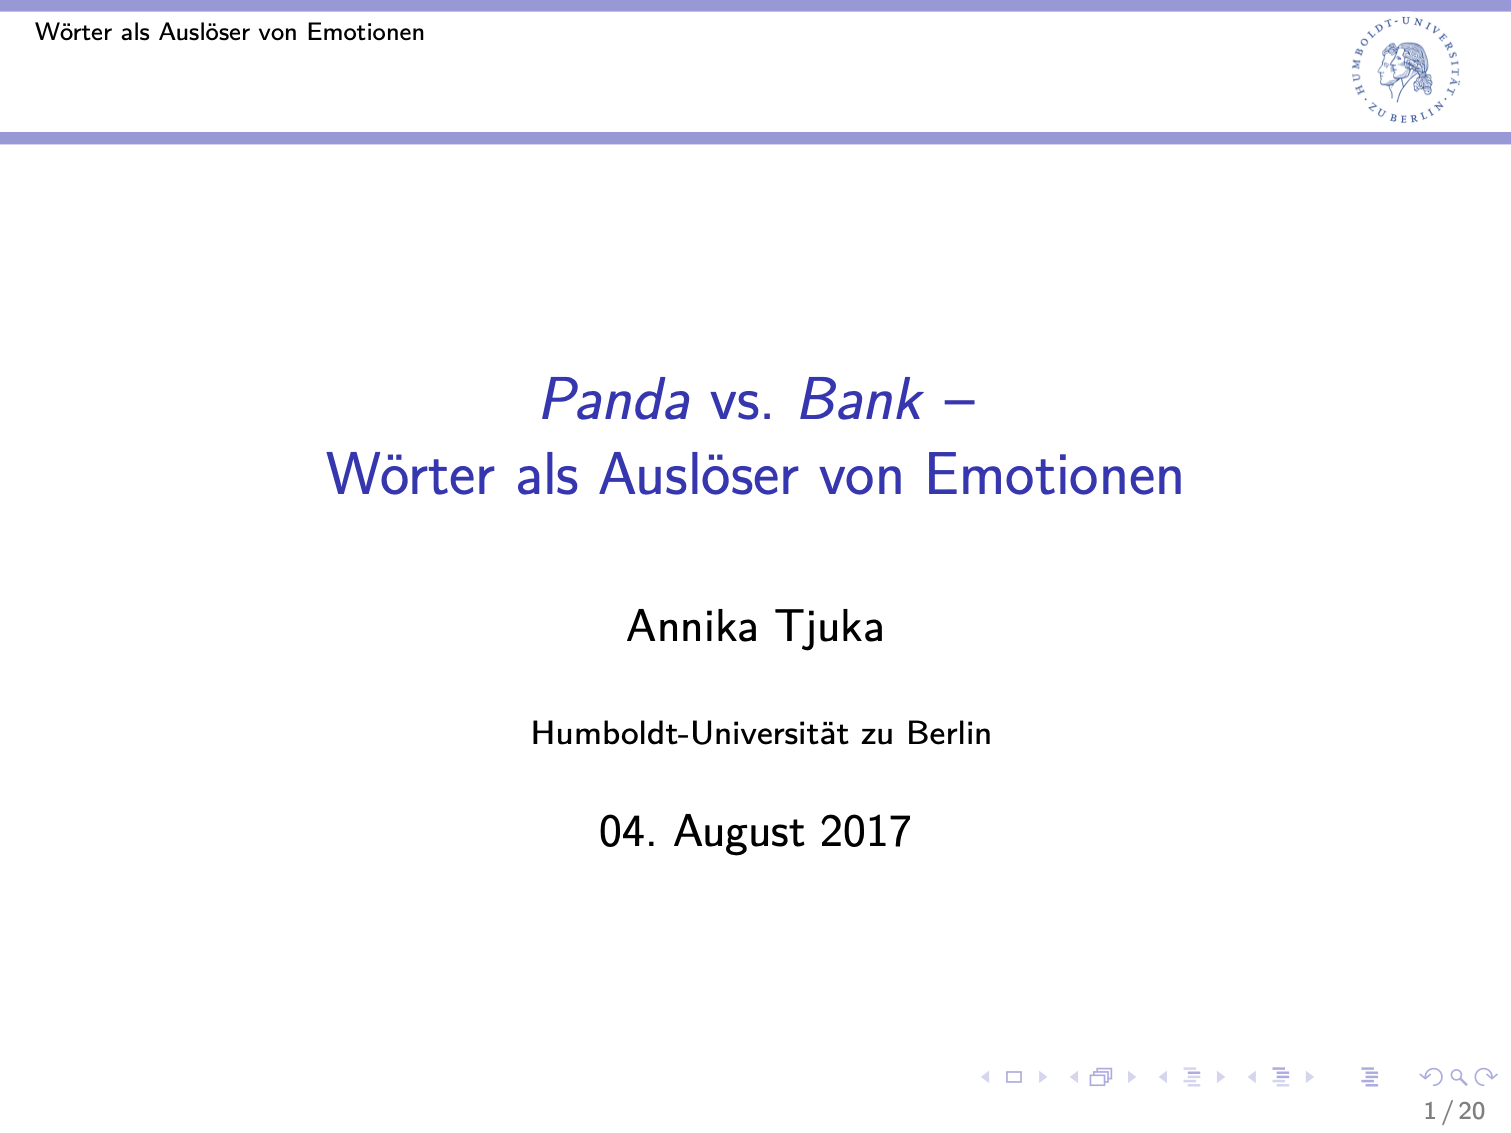 Wörter als Auslöser von Emotionen
HUMBOLDT-UNIVERSITÄT · ZU BERLIN ·
Panda vs. Bank –
Wörter als Auslöser von Emotionen
Annika Tjuka
Humboldt-Universität zu Berlin
04. August 2017
1 / 20